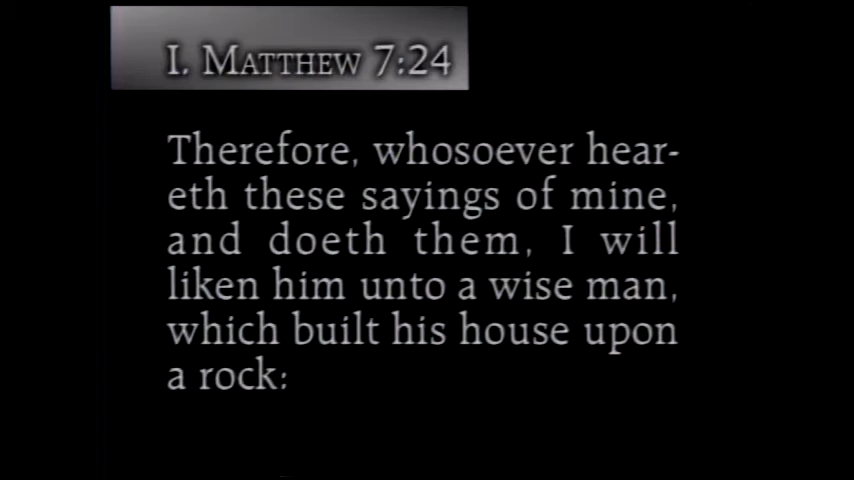 I. MATTHEW 7:24
Therefore, whosoever hear-
eth these sayings of mine,
and doeth them, I will
liken him unto a wise man,
which built his house upon
a rock: